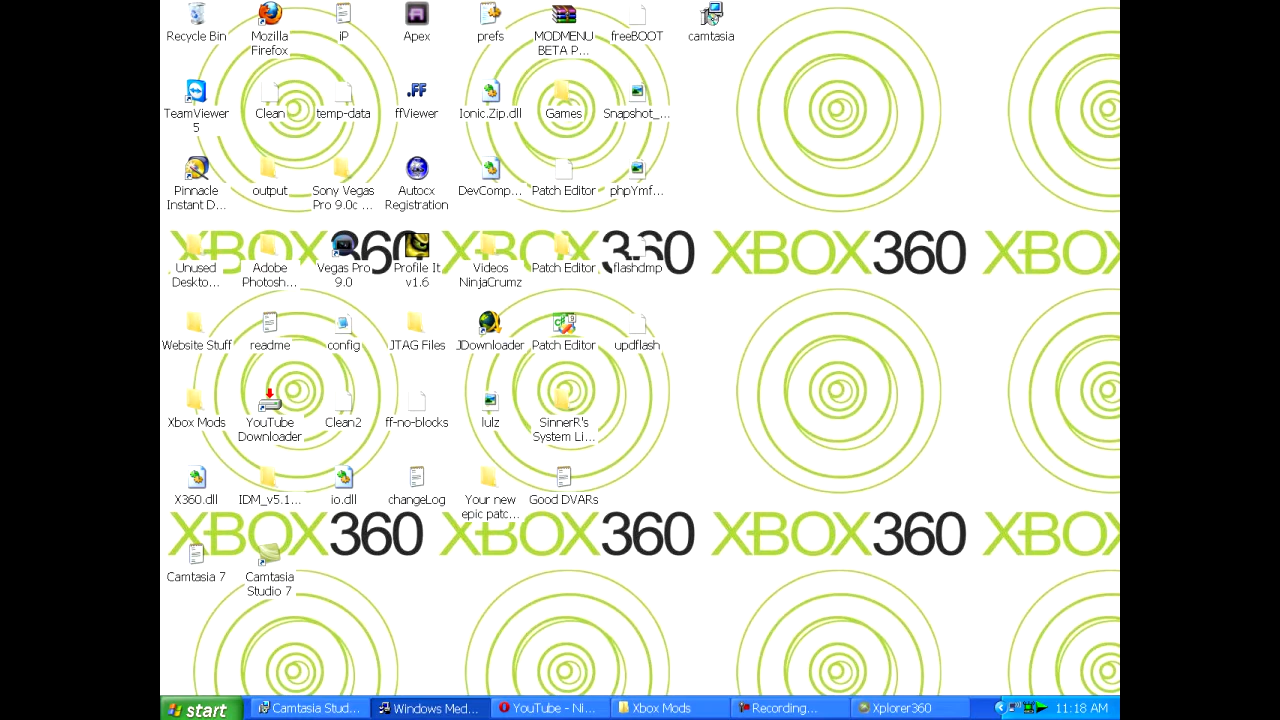 Recycle Bin
Mozilla
Firefox
iP
Apex
prefs
MODMENU
BETA P...
freeBOOT
camtasia
TeamViewer
5
Clean
temp-data
.FF
ffViewer
Ionic.Zip.dll
Games
Snapshot_...
Pinnacle
Instant D...
output
Sony Vegas
Pro 9.0c ...
Autocx
Registration
DevComp...
Patch Editor
phpYmf...
XBOX360
XBOX360
XBOX360
XBO
Unused
Deskto...
Adobe
Photosh...
Vegas Pro
9.0
Profile It
v1.6
Videos
NinjaCrumz
Patch Editor
flashdmp
Website Stuff
readme
config
JTAG Files
JDownloader
Patch Editor
updflash
Xbox Mods
YouTube
Downloader
Clean2
ff-no-blocks
lulz
SinnerR's
System Li...
X360.dll
IDM_v5.1...
io.dll
changeLog
Your new
epic patc...
Good DVARs
XBOX360
XBOX360
XBOX360
XBO
Camtasia 7
Camtasia
Studio 7
start
Camtasia Stud...
Windows Med...
YouTube - Ni...
Xbox Mods
Recording...
Xplorer360
11:18 AM